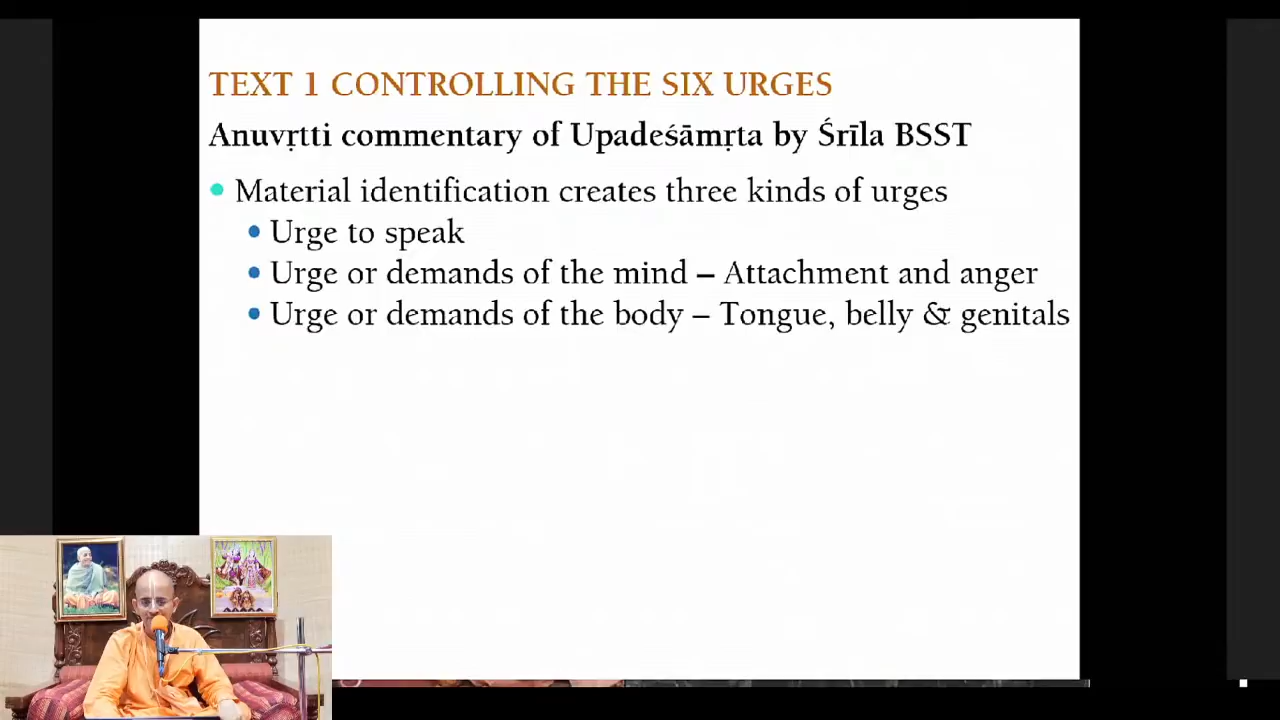 TEXT 1 CONTROLLING THE SIX URGES
Anuvṛtti commentary of Upadeśāmṛta by Śrīla BSST
• Material identification creates three kinds of urges
• Urge to speak
• Urge or demands of the mind – Attachment and anger
• Urge or demands of the body – Tongue, belly & genitals